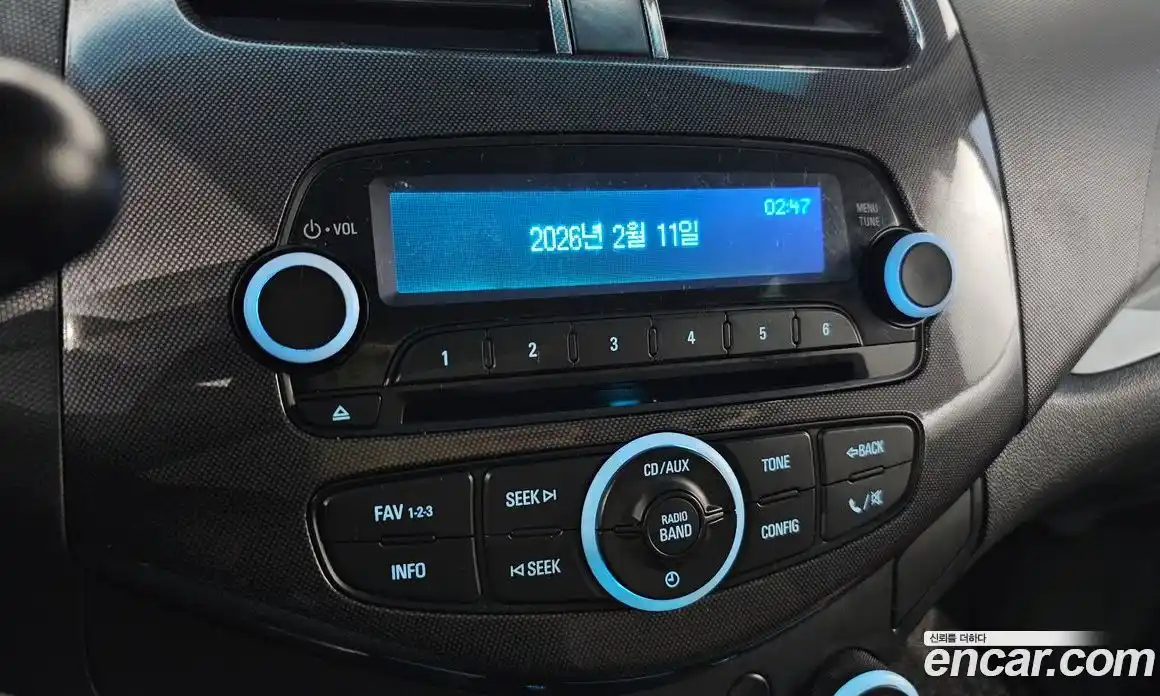 02:47
2026년 2월 11일
VOL
MENU
TUNE
1 2 3 4 5 6
FAV 1-2-3
SEEK
CD/AUX
TONE
BACK
RADIO
BAND
CONFIG
INFO
SEEK
신뢰를 더하다
encar.com